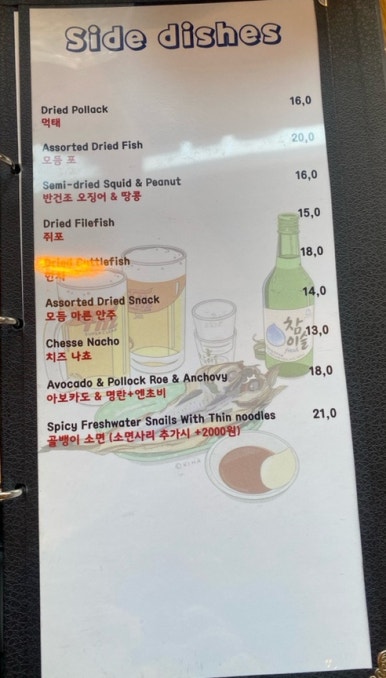 Side dishes
Dried Pollack 16,0
먹태
Assorted Dried Fish 20,0
모듬 포
Semi-dried Squid & Peanut 16,0
반건조 오징어 & 땅콩
Dried Filefish 15,0
쥐포
Dried Cuttlefish 18,0
Assorted Dried Snack 14,0
모듬 마른 안주
Chesse Nacho 13,0
치즈 나쵸
Avocado & Pollock Roe & Anchovy 18,0
아보카도 & 명란+엔초비
Spicy Freshwater Snails With Thin noodles 21,0
골뱅이 소면 (소면사리 추가시 +2000원)
참
이슬
fresh